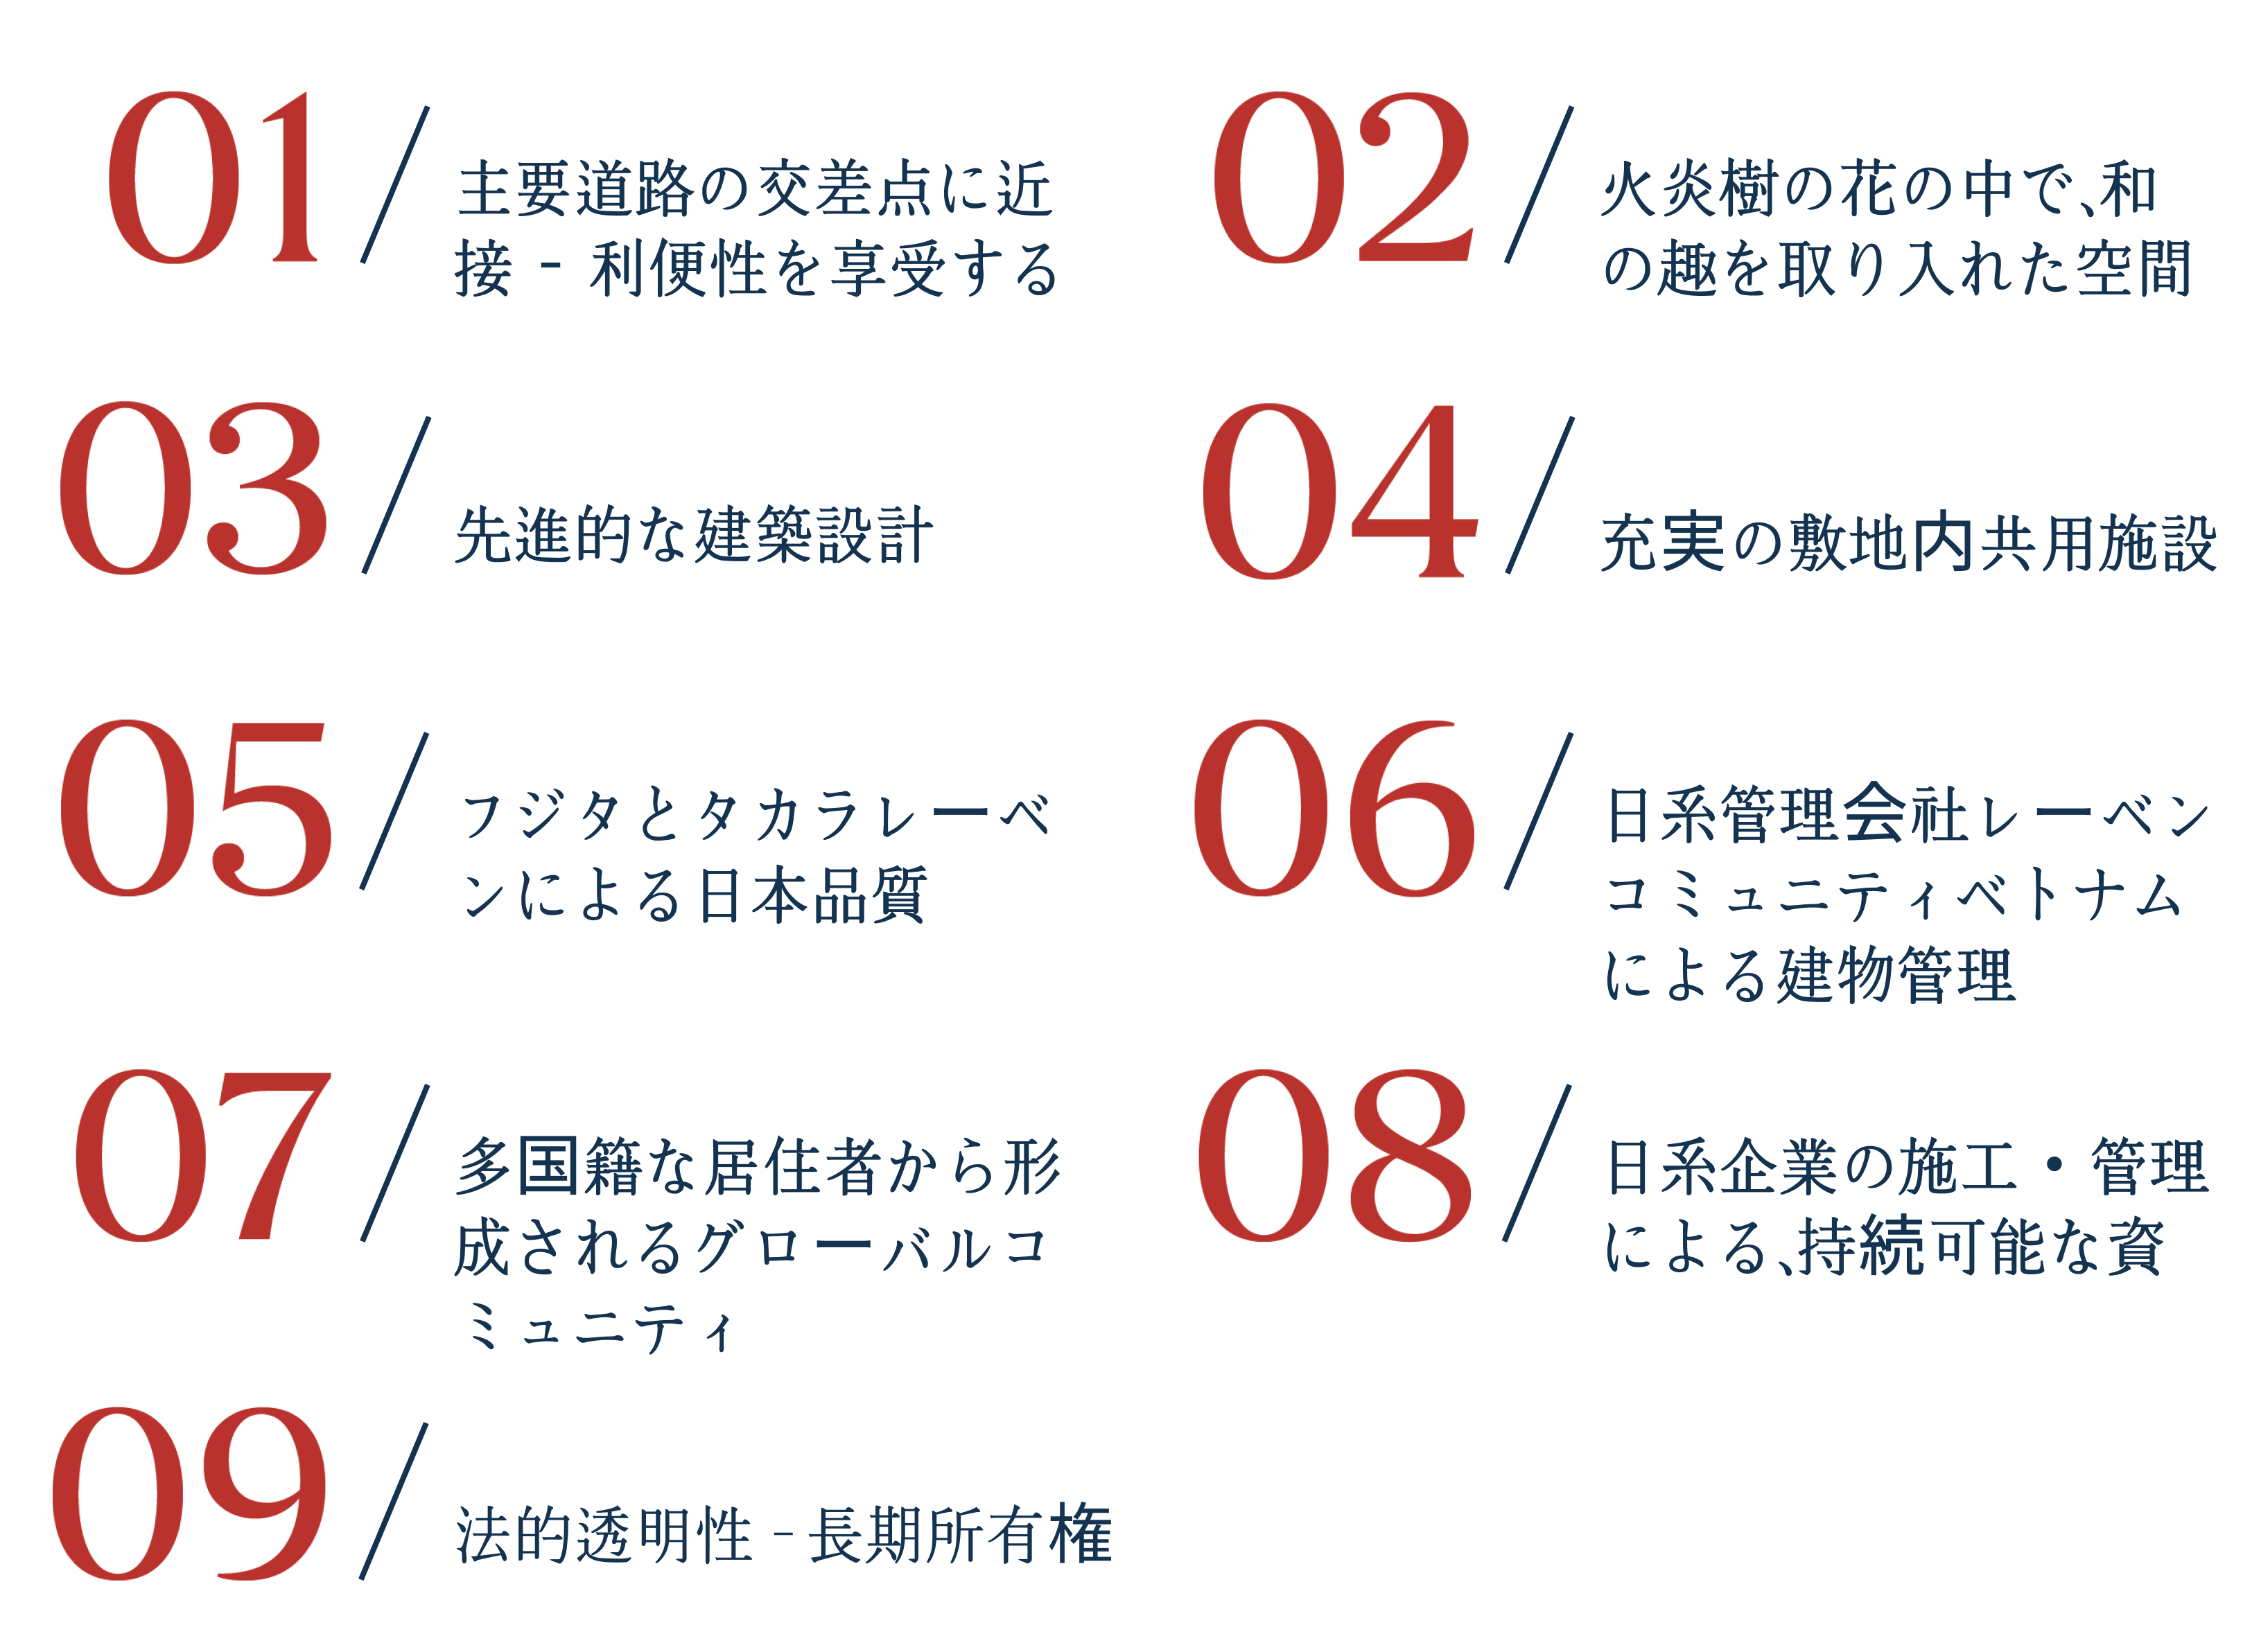 01
主要道路の交差点に近
接 - 利便性を享受する
02
火炎樹の花の中で、和
の趣を取り入れた空間
03
先進的な建築設計
04
充実の敷地内共用施設
05
フジタとタカラレーベ
ンによる日本品質
06
日系管理会社レーベン
コミュニティベトナム
による建物管理
07
多国籍な居住者から形
成されるグローバルコ
ミュニティ
08
日系企業の施工・管理
による、持続可能な資
09
法的透明性 - 長期所有権